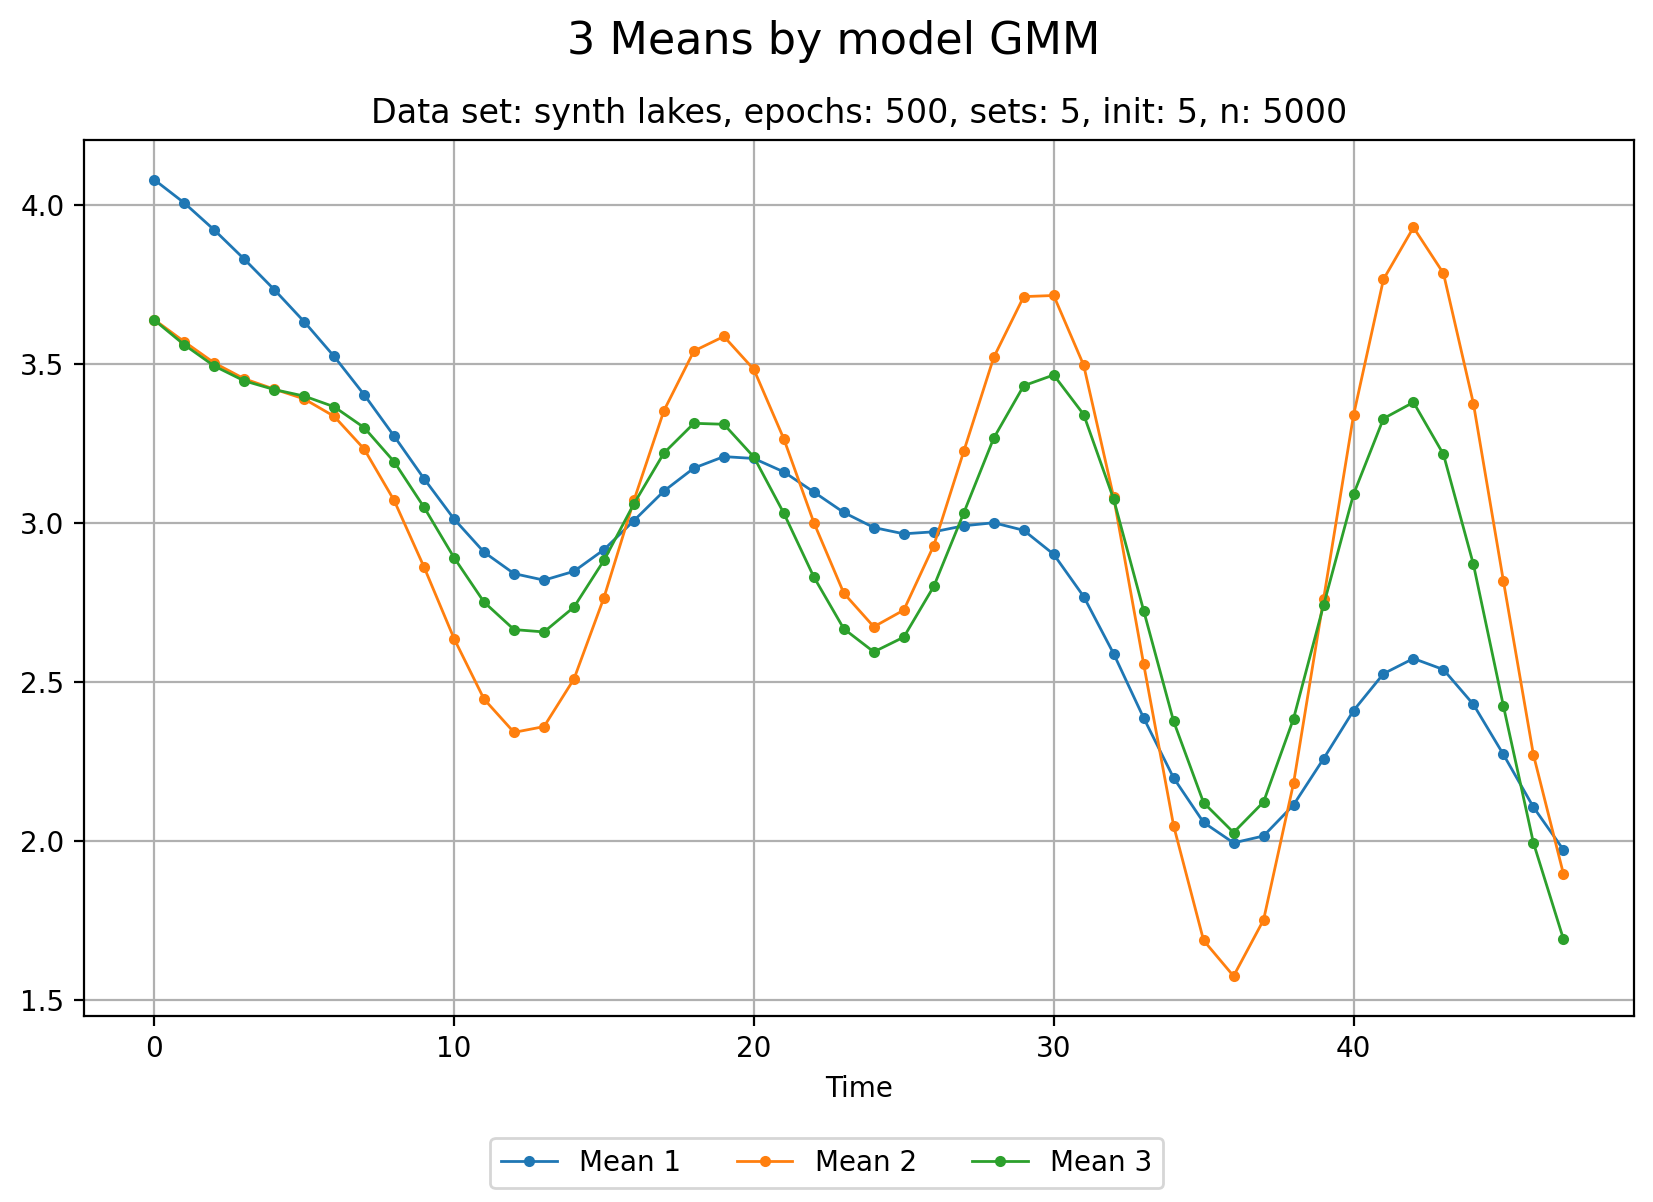 3 Means by model GMM
Data set: synth lakes, epochs: 500, sets: 5, init: 5, n: 5000
4.0
3.5
3.0
2.5
2.0
1.5
0 10 20 30 40
Time
Mean 1 Mean 2 Mean 3